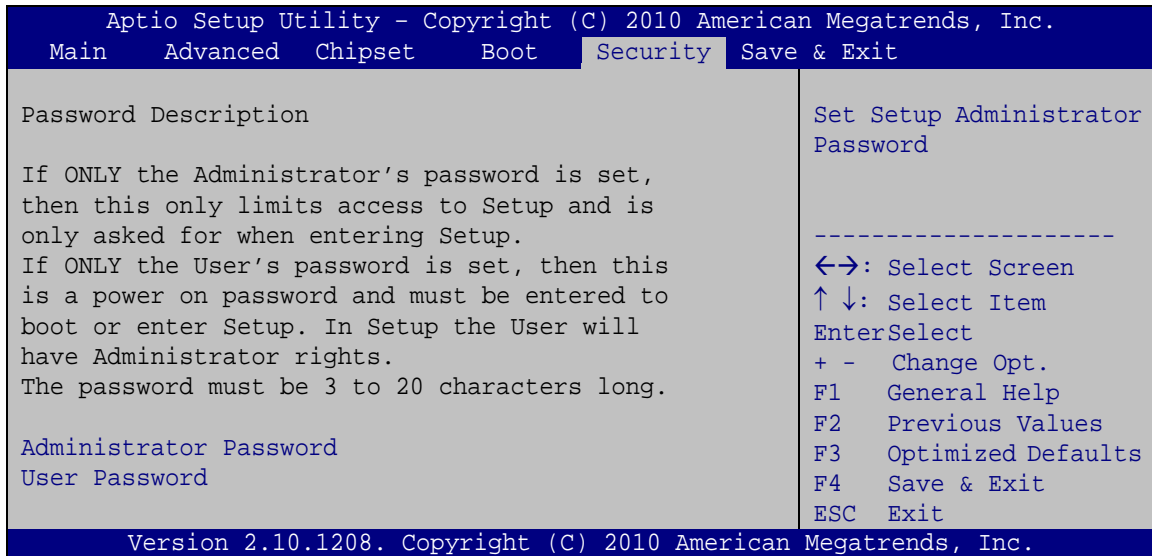 Aptio Setup Utility – Copyright (C) 2010 American Megatrends, Inc.
Main Advanced Chipset Boot Security Save & Exit
Password Description
If ONLY the Administrator’s password is set,
then this only limits access to Setup and is
only asked for when entering Setup.
If ONLY the User’s password is set, then this
is a power on password and must be entered to
boot or enter Setup. In Setup the User will
have Administrator rights.
The password must be 3 to 20 characters long.
Administrator Password
User Password
Set Setup Administrator
Password
---------------------
←→: Select Screen
↑ ↓: Select Item
EnterSelect
+ - Change Opt.
F1 General Help
F2 Previous Values
F3 Optimized Defaults
F4 Save & Exit
ESC Exit
Version 2.10.1208. Copyright (C) 2010 American Megatrends, Inc.